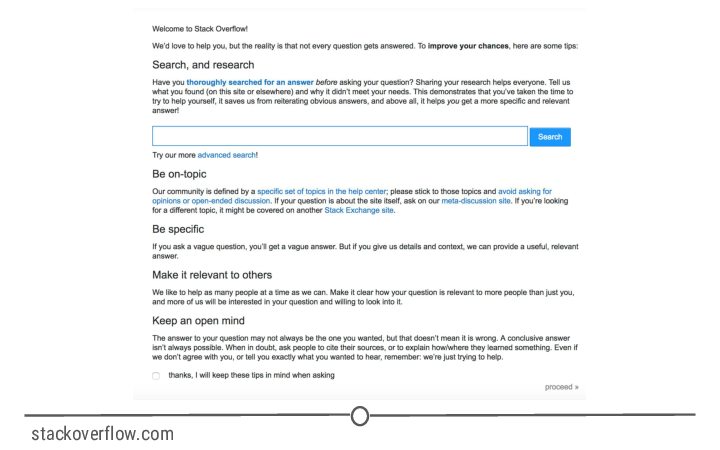 Welcome to Stack Overflow!
We'd love to help you, but the reality is that not every question gets answered. To improve your chances, here are some tips:
Search, and research
Have you thoroughly searched for an answer before asking your question? Sharing your research helps everyone. Tell us
what you found (on this site or elsewhere) and why it didn't meet your needs. This demonstrates that you've taken the time to
try to help yourself, it saves us from reiterating obvious answers, and above all, it helps you get a more specific and relevant
answer!
Search
Try our more advanced search!
Be on-topic
Our community is defined by a specific set of topics in the help center; please stick to those topics and avoid asking for
opinions or open-ended discussion. If your question is about the site itself, ask on our meta-discussion site. If you're looking
for a different topic, it might be covered on another Stack Exchange site.
Be specific
If you ask a vague question, you'll get a vague answer. But if you give us details and context, we can provide a useful, relevant
answer.
Make it relevant to others
We like to help as many people at a time as we can. Make it clear how your question is relevant to more people than just you,
and more of us will be interested in your question and willing to look into it.
Keep an open mind
The answer to your question may not always be the one you wanted, but that doesn't mean it is wrong. A conclusive answer
isn't always possible. When in doubt, ask people to cite their sources, or to explain how/where they learned something. Even if
we don't agree with you, or tell you exactly what you wanted to hear, remember: we're just trying to help.
thanks, I will keep these tips in mind when asking
proceed »
stackoverflow.com